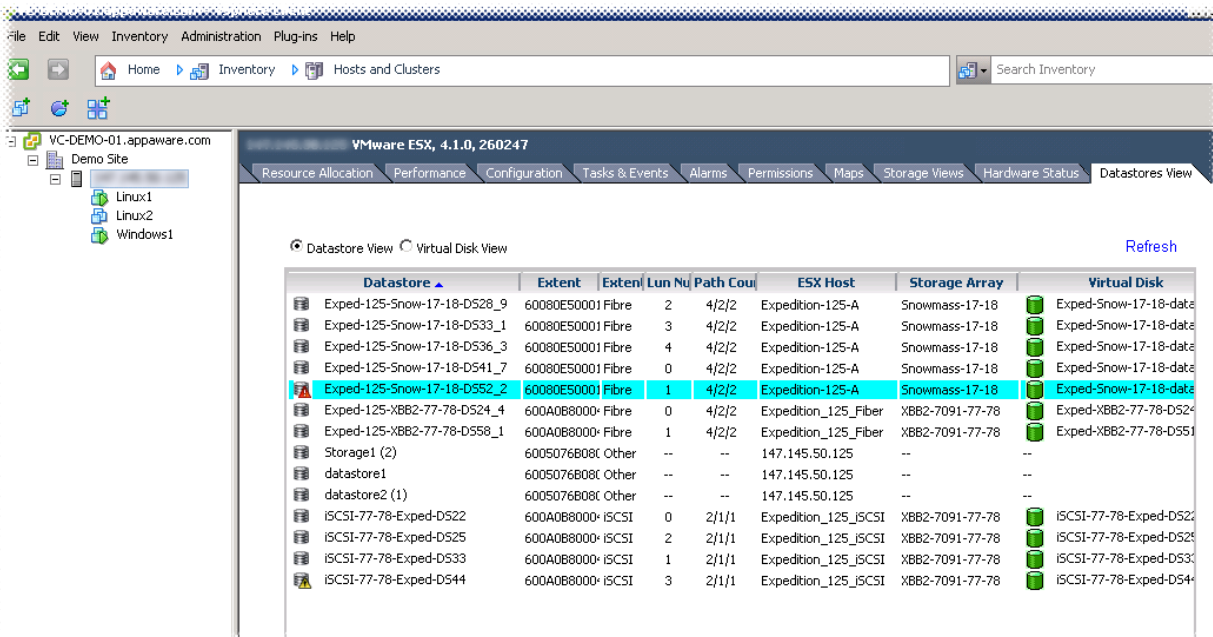 File Edit View Inventory Administration Plug-ins Help
Home Inventory Hosts and Clusters Search Inventory
VC-DEMO-01.appaware.com
Demo Site
Linux1
Linux2
Windows1
VMware ESX, 4.1.0, 260247
Resource Allocation Performance Configuration Tasks & Events Alarms Permissions Maps Storage Views Hardware Status Datastores View
Datastore View Virtual Disk View Refresh
Datastore Extent Extent Lun Nu Path Cou ESX Host Storage Array Virtual Disk
Exped-125-Snow-17-18-DS28_9 60080E50001 Fibre 2 4/2/2 Expedition-125-A Snowmass-17-18 Exped-Snow-17-18-data
Exped-125-Snow-17-18-DS33_1 60080E50001 Fibre 3 4/2/2 Expedition-125-A Snowmass-17-18 Exped-Snow-17-18-data
Exped-125-Snow-17-18-DS36_3 60080E50001 Fibre 4 4/2/2 Expedition-125-A Snowmass-17-18 Exped-Snow-17-18-data
Exped-125-Snow-17-18-DS41_7 60080E50001 Fibre 0 4/2/2 Expedition-125-A Snowmass-17-18 Exped-Snow-17-18-data
Exped-125-Snow-17-18-DS52_2 60080E50001 Fibre 1 4/2/2 Expedition-125-A Snowmass-17-18 Exped-Snow-17-18-data
Exped-125-XBB2-77-78-DS24_4 600A0B8000 Fibre 0 4/2/2 Expedition_125_Fiber XBB2-7091-77-78 Exped-XBB2-77-78-DS24
Exped-125-XBB2-77-78-DS58_1 600A0B8000 Fibre 1 4/2/2 Expedition_125_Fiber XBB2-7091-77-78 Exped-XBB2-77-78-DS51
Storage1 (2) 6005076B080 Other -- -- 147.145.50.125 -- --
datastore1 6005076B080 Other -- -- 147.145.50.125 -- --
datastore2 (1) 6005076B080 Other -- -- 147.145.50.125 -- --
iSCSI-77-78-Exped-DS22 600A0B8000 iSCSI 0 2/1/1 Expedition_125_iSCSI XBB2-7091-77-78 iSCSI-77-78-Exped-DS22
iSCSI-77-78-Exped-DS25 600A0B8000 iSCSI 2 2/1/1 Expedition_125_iSCSI XBB2-7091-77-78 iSCSI-77-78-Exped-DS25
iSCSI-77-78-Exped-DS33 600A0B8000 iSCSI 1 2/1/1 Expedition_125_iSCSI XBB2-7091-77-78 iSCSI-77-78-Exped-DS33
iSCSI-77-78-Exped-DS44 600A0B8000 iSCSI 3 2/1/1 Expedition_125_iSCSI XBB2-7091-77-78 iSCSI-77-78-Exped-DS44